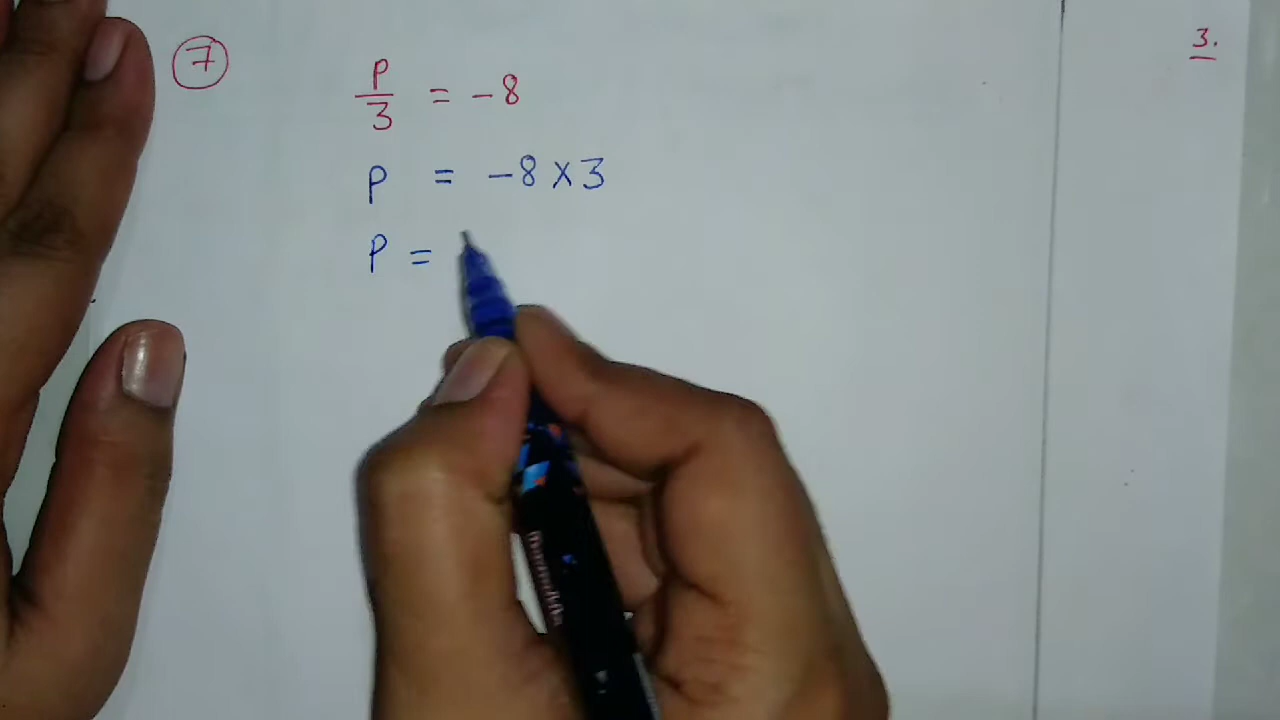 7
P/3 = -8
P = -8 × 3
P =
3.